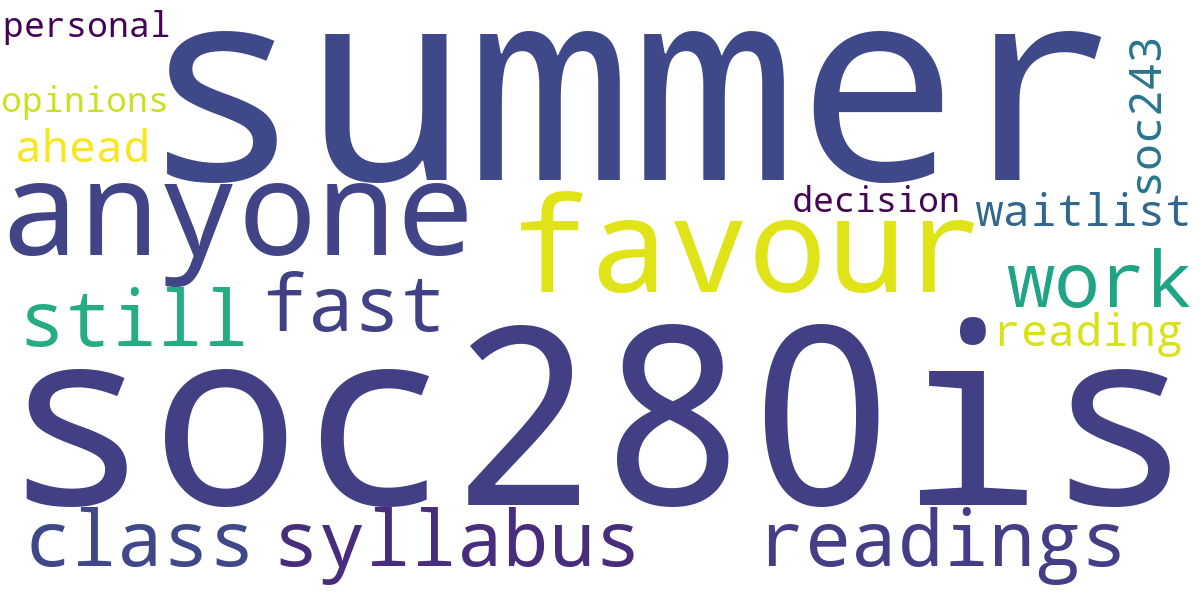 personal
summer
soc243
opinions
ahead
anyone
favour
decision
waitlist
still
fast
work
reading
soc280is
class
syllabus
readings